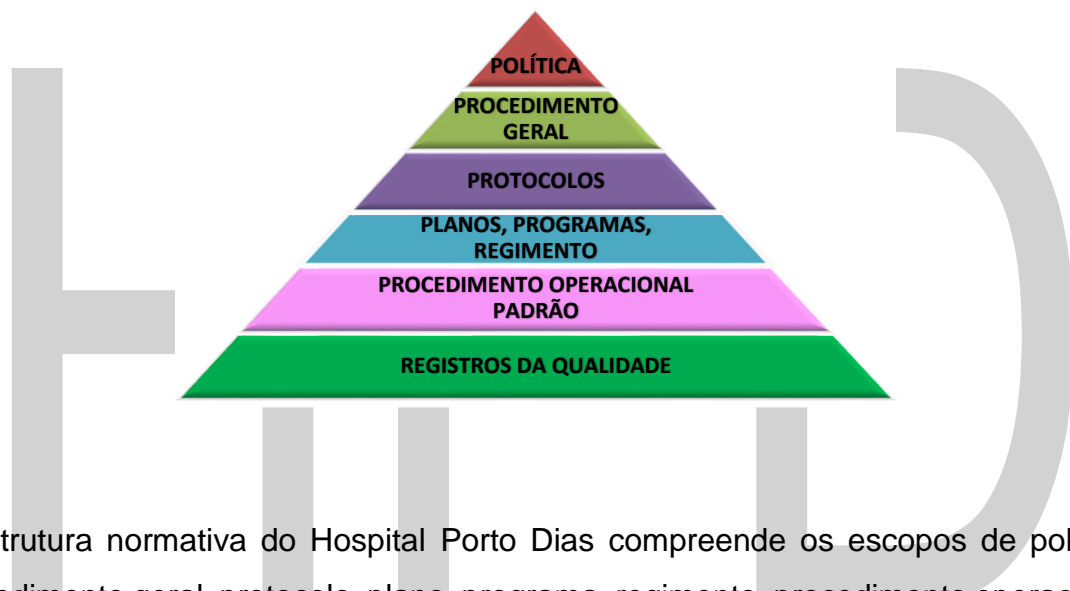 POLÍTICA
PROCEDIMENTO
GERAL
PROTOCOLOS
PLANOS, PROGRAMAS,
REGIMENTO
PROCEDIMENTO OPERACIONAL
PADRÃO
REGISTROS DA QUALIDADE
trutura normativa do Hospital Porto Dias compreende os escopos de pol